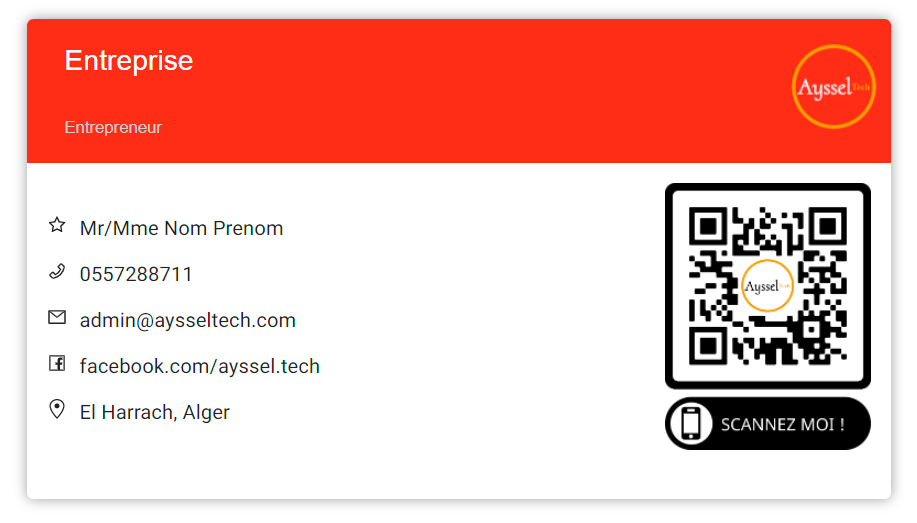 Entreprise
Entrepreneur
Ayssel Tech
Mr/Mme Nom Prenom
0557288711
admin@aysseltech.com
facebook.com/ayssel.tech
El Harrach, Alger
Ayssel Tech
SCANNEZ MOI !